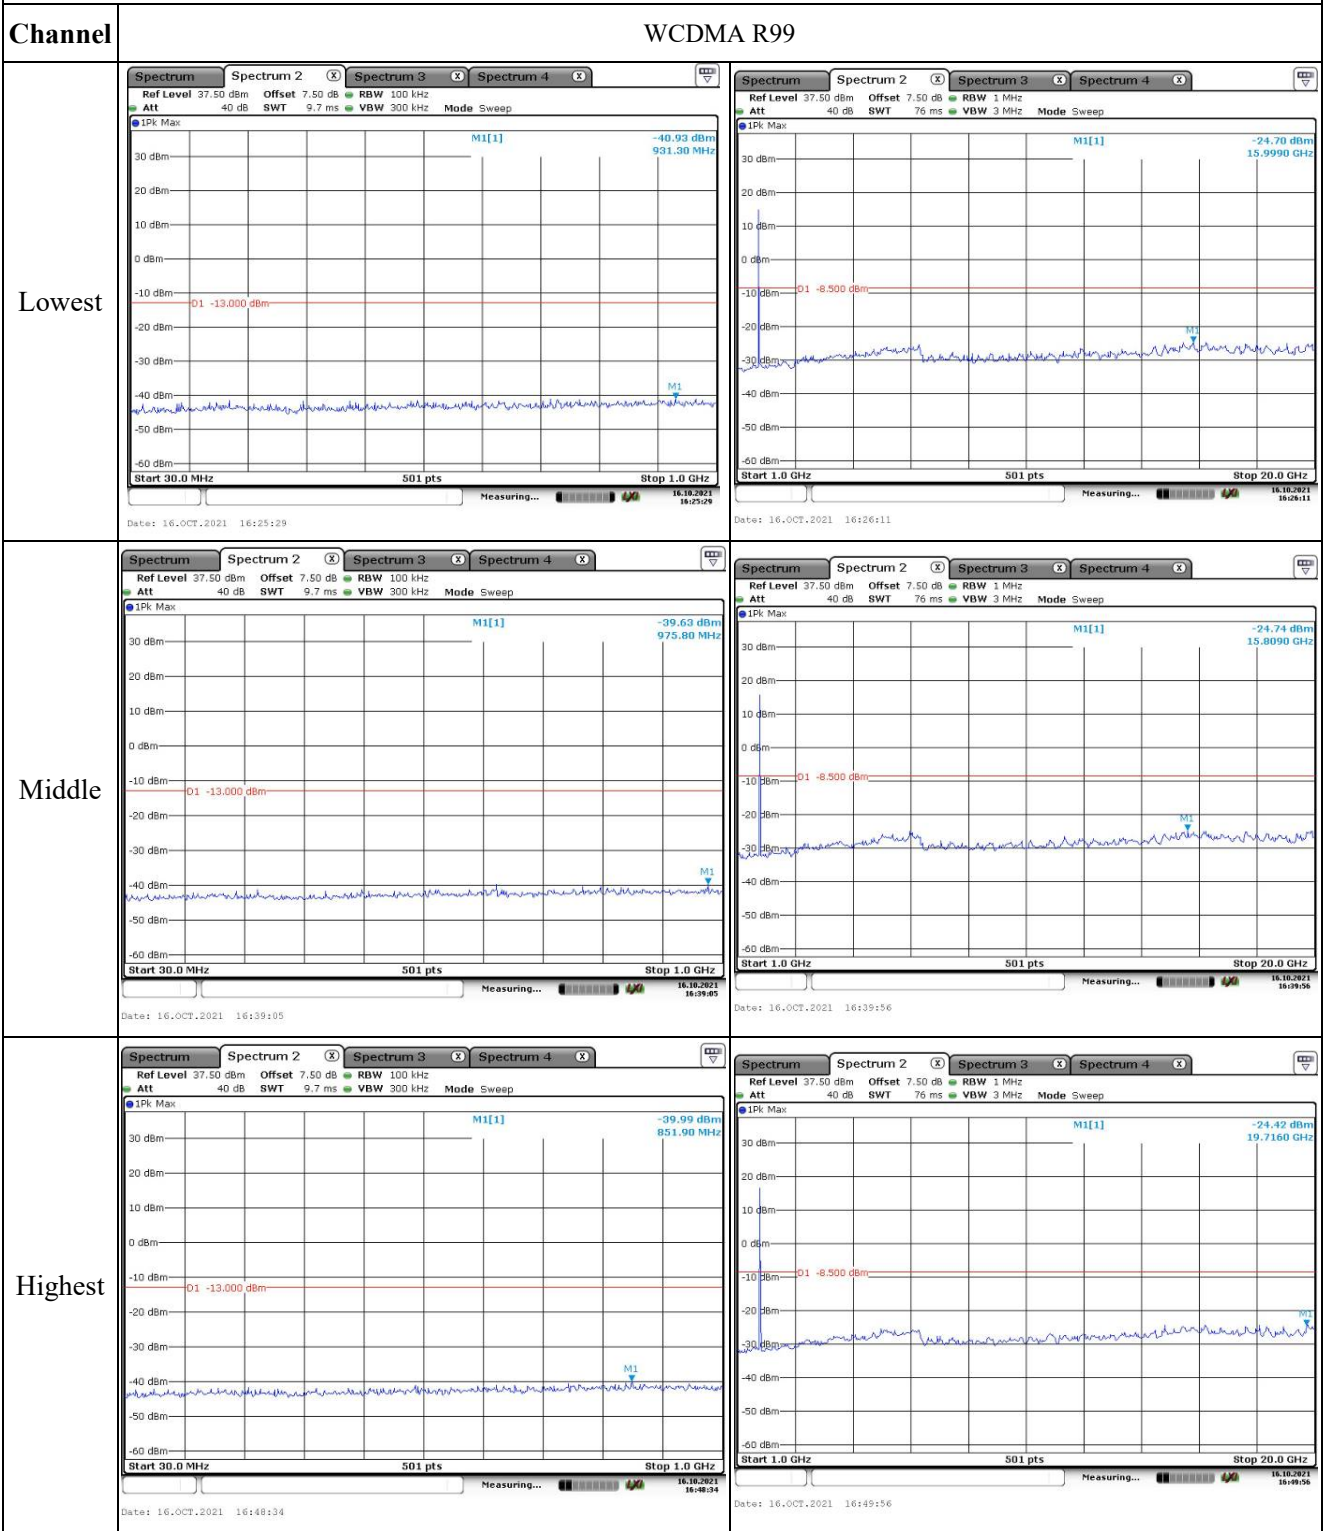 Channel WCDMA R99
Lowest
Spectrum Spectrum 2 X Spectrum 3 X Spectrum 4 X
Ref Level 37.50 dBm Offset 7.50 dB RBW 100 kHz
Att 40 dB SWT 9.7 ms VBW 300 kHz Mode Sweep
1Pk Max
M1[1] -40.93 dBm
931.30 MHz
30 dBm
20 dBm
10 dBm
0 dBm
-10 dBm
D1 -13.000 dBm
-20 dBm
-30 dBm
M1
-40 dBm
-50 dBm
-60 dBm
Start 30.0 MHz 501 pts Stop 1.0 GHz
Measuring... 16.10.2021
16:25:29
Date: 16.OCT.2021 16:25:29
Spectrum Spectrum 2 X Spectrum 3 X Spectrum 4 X
Ref Level 37.50 dBm Offset 7.50 dB RBW 1 MHz
Att 40 dB SWT 76 ms VBW 3 MHz Mode Sweep
1Pk Max
M1[1] -24.70 dBm
15.9990 GHz
30 dBm
20 dBm
10 dBm
0 dBm
D1 -8.500 dBm
-10 dBm
-20 dBm
M1
-30 dBm
-40 dBm
-50 dBm
-60 dBm
Start 1.0 GHz 501 pts Stop 20.0 GHz
Measuring... 16.10.2021
16:26:11
Date: 16.OCT.2021 16:26:11
Middle
Spectrum Spectrum 2 X Spectrum 3 X Spectrum 4 X
Ref Level 37.50 dBm Offset 7.50 dB RBW 100 kHz
Att 40 dB SWT 9.7 ms VBW 300 kHz Mode Sweep
1Pk Max
M1[1] -39.63 dBm
975.80 MHz
30 dBm
20 dBm
10 dBm
0 dBm
-10 dBm
D1 -13.000 dBm
-20 dBm
-30 dBm
M1
-40 dBm
-50 dBm
-60 dBm
Start 30.0 MHz 501 pts Stop 1.0 GHz
Measuring... 16.10.2021
16:39:05
Date: 16.OCT.2021 16:39:05
Spectrum Spectrum 2 X Spectrum 3 X Spectrum 4 X
Ref Level 37.50 dBm Offset 7.50 dB RBW 1 MHz
Att 40 dB SWT 76 ms VBW 3 MHz Mode Sweep
1Pk Max
M1[1] -24.74 dBm
15.8090 GHz
30 dBm
20 dBm
10 dBm
0 dBm
D1 -8.500 dBm
-10 dBm
-20 dBm
M1
-30 dBm
-40 dBm
-50 dBm
-60 dBm
Start 1.0 GHz 501 pts Stop 20.0 GHz
Measuring... 16.10.2021
16:39:56
Date: 16.OCT.2021 16:39:56
Highest
Spectrum Spectrum 2 X Spectrum 3 X Spectrum 4 X
Ref Level 37.50 dBm Offset 7.50 dB RBW 100 kHz
Att 40 dB SWT 9.7 ms VBW 300 kHz Mode Sweep
1Pk Max
M1[1] -39.99 dBm
851.90 MHz
30 dBm
20 dBm
10 dBm
0 dBm
-10 dBm
D1 -13.000 dBm
-20 dBm
-30 dBm
M1
-40 dBm
-50 dBm
-60 dBm
Start 30.0 MHz 501 pts Stop 1.0 GHz
Measuring... 16.10.2021
16:48:34
Date: 16.OCT.2021 16:48:34
Spectrum Spectrum 2 X Spectrum 3 X Spectrum 4 X
Ref Level 37.50 dBm Offset 7.50 dB RBW 1 MHz
Att 40 dB SWT 76 ms VBW 3 MHz Mode Sweep
1Pk Max
M1[1] -24.42 dBm
19.7160 GHz
30 dBm
20 dBm
10 dBm
0 dBm
D1 -8.500 dBm
-10 dBm
-20 dBm
M1
-30 dBm
-40 dBm
-50 dBm
-60 dBm
Start 1.0 GHz 501 pts Stop 20.0 GHz
Measuring... 16.10.2021
16:49:56
Date: 16.OCT.2021 16:49:56